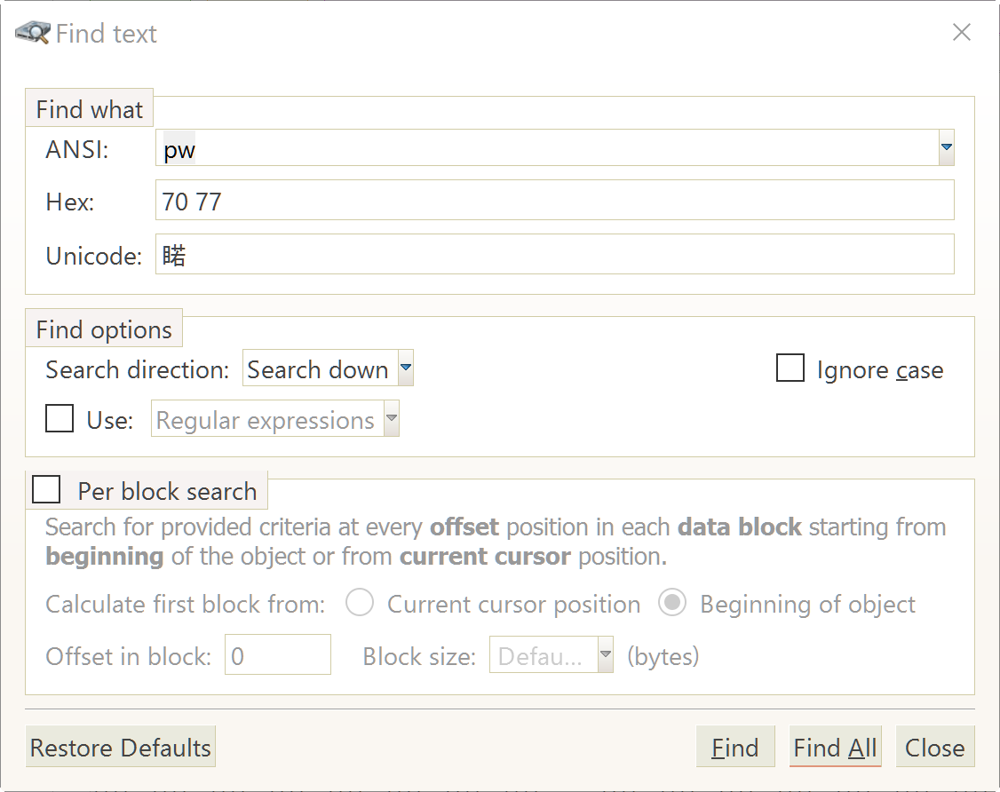 Find text
Find what
ANSI: pw
Hex: 70 77
Unicode: 睰
Find options
Search direction: Search down Ignore case
Use: Regular expressions
Per block search
Search for provided criteria at every offset position in each data block starting from
beginning of the object or from current cursor position.
Calculate first block from: Current cursor position Beginning of object
Offset in block: 0 Block size: Defau... (bytes)
Restore Defaults Find Find All Close